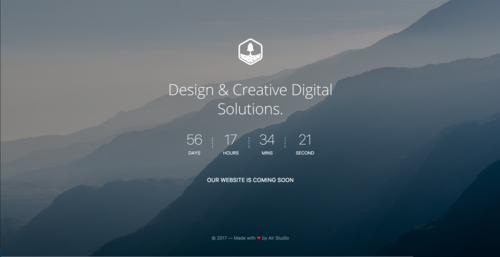 Design & Creative Digital
Solutions.
56 17 34 21
DAYS HOURS MINS SECOND
OUR WEBSITE IS COMING SOON
© 2017 — Made with ❤ by Air Studio